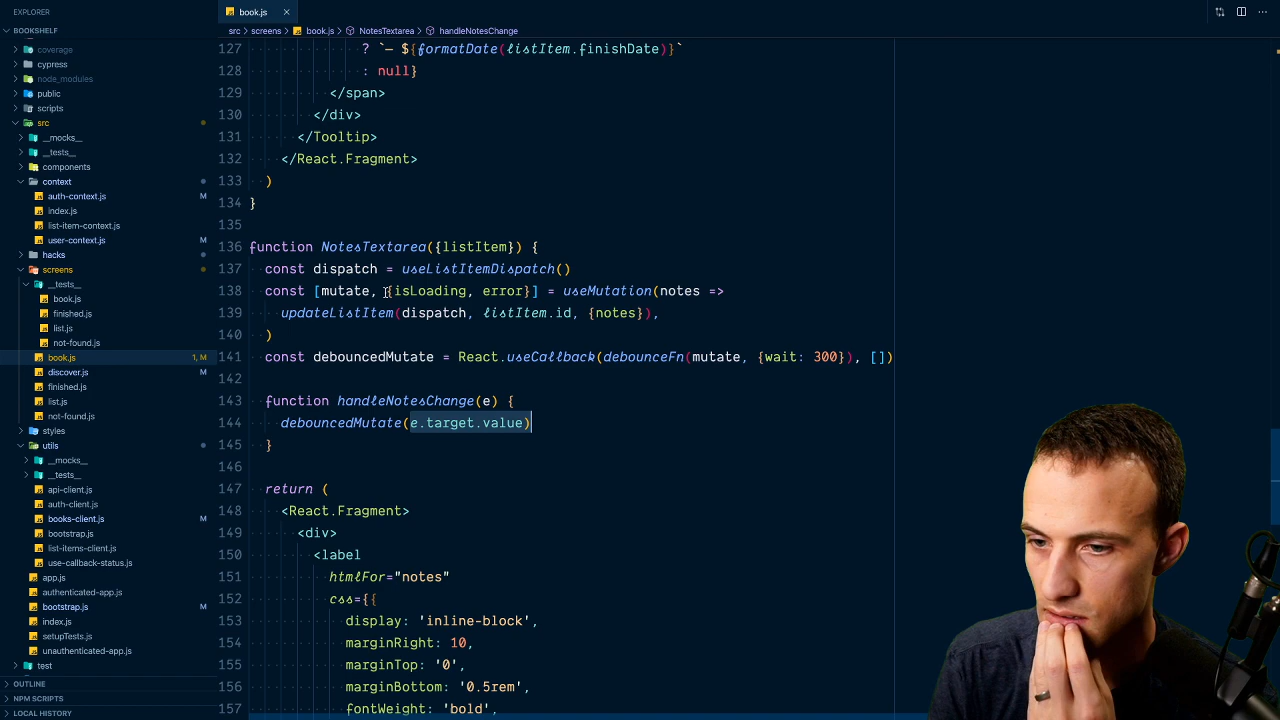 EXPLORER
BOOKSHELF
coverage
cypress
node_modules
public
scripts
src
__mocks__
__tests__
components
context
auth-context.js M
index.js
list-item-context.js
user-context.js M
hacks
screens
__tests__
book.js
finished.js
list.js
not-found.js
book.js 1, M
discover.js M
finished.js
list.js
not-found.js
styles
utils
__mocks__
__tests__
api-client.js
auth-client.js
books-client.js M
bootstrap.js
list-items-client.js
use-callback-status.js
app.js
authenticated-app.js
bootstrap.js M
index.js
setupTests.js
unauthenticated-app.js
test
OUTLINE
NPM SCRIPTS
LOCAL HISTORY
JS book.js ×
src > screens > JS book.js > NotesTextarea > handleNotesChange
127 ? `— ${formatDate(listItem.finishDate)}`
128 : null}
129 </span>
130 </div>
131 </Tooltip>
132 </React.Fragment>
133 )
134 }
135
136 function NotesTextarea({listItem}) {
137 const dispatch = useListItemDispatch()
138 const [mutate, {isLoading, error}] = useMutation(notes =>
139 updateListItem(dispatch, listItem.id, {notes}),
140 )
141 const debouncedMutate = React.useCallback(debounceFn(mutate, {wait: 300}), [])
142
143 function handleNotesChange(e) {
144 debouncedMutate(e.target.value)
145 }
146
147 return (
148 <React.Fragment>
149 <div>
150 <label
151 htmlFor="notes"
152 css={{
153 display: 'inline-block',
154 marginRight: 10,
155 marginTop: '0',
156 marginBottom: '0.5rem',
157 fontWeight: 'bold',